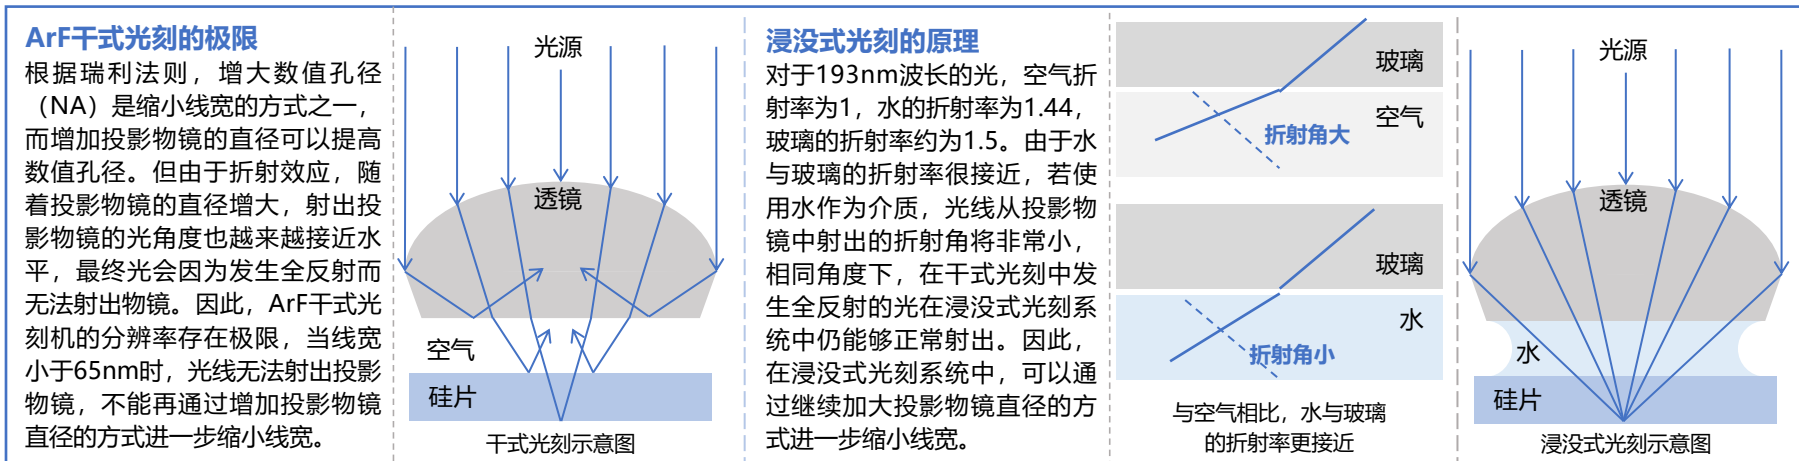 ArF干式光刻的极限
根据瑞利法则，增大数值孔径
（NA）是缩小线宽的方式之一，
而增加投影物镜的直径可以提高
数值孔径。但由于折射效应，随
着投影物镜的直径增大，射出投
影物镜的光角度也越来越接近水
平，最终光会因为发生全反射而
无法射出物镜。因此，ArF干式光
刻机的分辨率存在极限，当线宽
小于65nm时，光线无法射出投影
物镜，不能再通过增加投影物镜
直径的方式进一步缩小线宽。
光源
透镜
空气
硅片
干式光刻示意图
浸没式光刻的原理
对于193nm波长的光，空气折
射率为1，水的折射率为1.44，
玻璃的折射率约为1.5。由于水
与玻璃的折射率很接近，若使
用水作为介质，光线从投影物
镜中射出的折射角将非常小，
相同角度下，在干式光刻中发
生全反射的光在浸没式光刻系
统中仍能够正常射出。因此，
在浸没式光刻系统中，可以通
过继续加大投影物镜直径的方
式进一步缩小线宽。
玻璃
空气
折射角大
玻璃
水
折射角小
与空气相比，水与玻璃
的折射率更接近
光源
透镜
水
硅片
浸没式光刻示意图